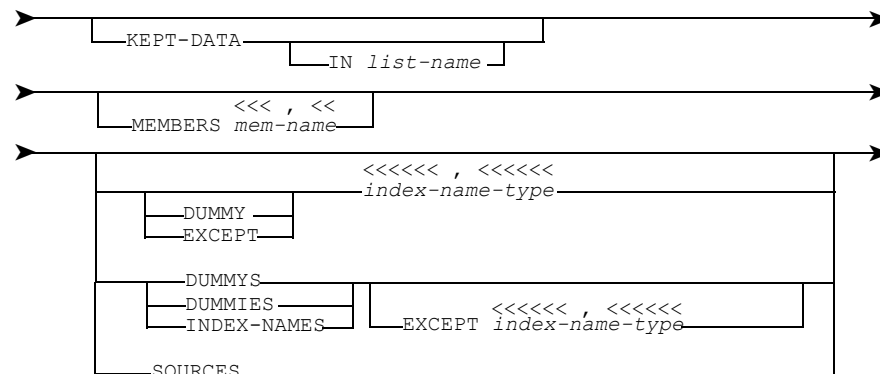 KEPT-DATA
IN list-name
<<< , <<
MEMBERS mem-name
<<<<<< , <<<<<<
index-name-type
DUMMY
EXCEPT
DUMMYS
DUMMIES
<<<<<< , <<<<<<
INDEX-NAMES EXCEPT index-name-type
SOURCES